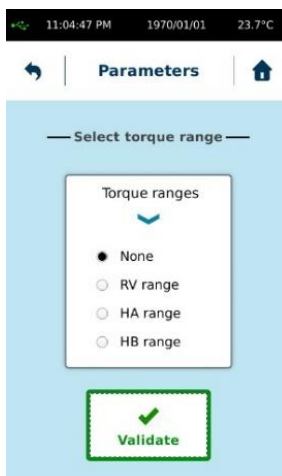 11:04:47 PM 1970/01/01 23.7°C
Parameters
Select torque range
Torque ranges
None
RV range
HA range
HB range
Validate